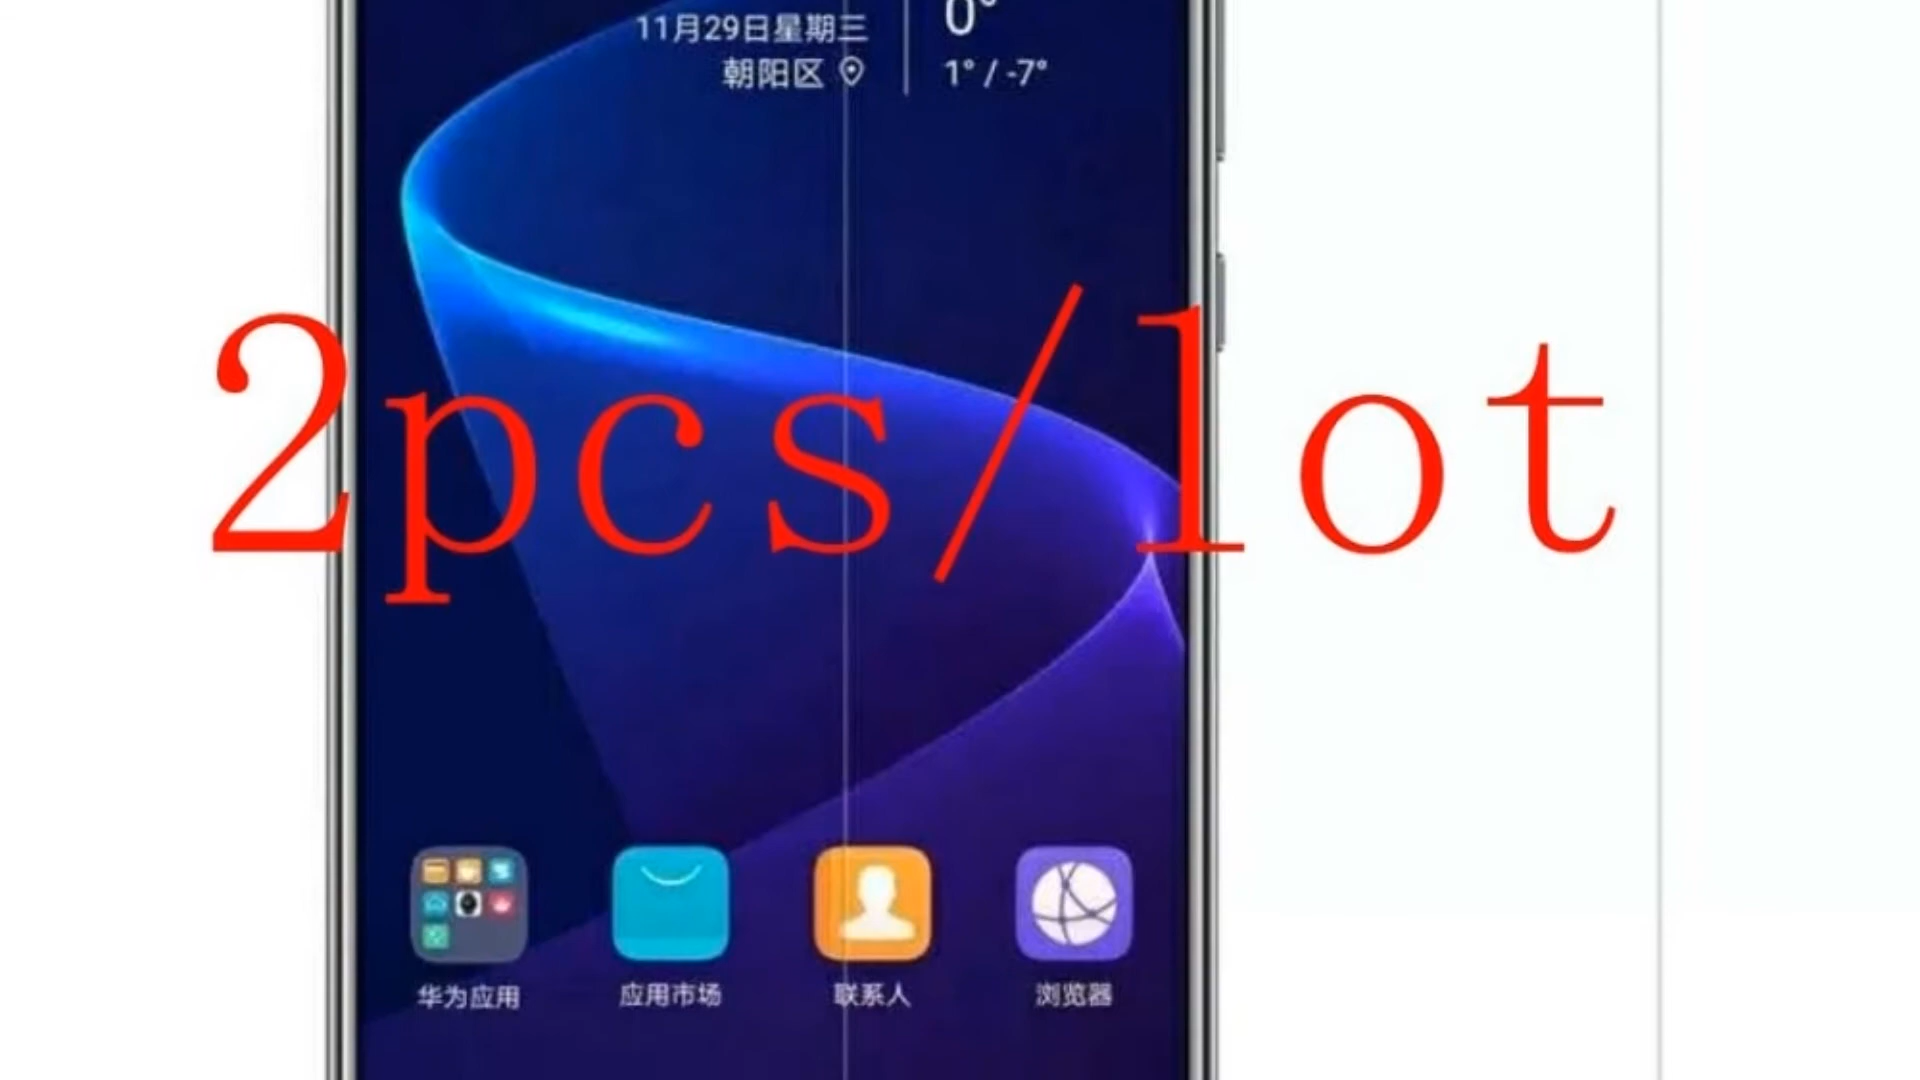 0°
11月29日星期三
朝阳区
1° / -7°
2pcs/lot
华为应用
应用市场
联系人
浏览器